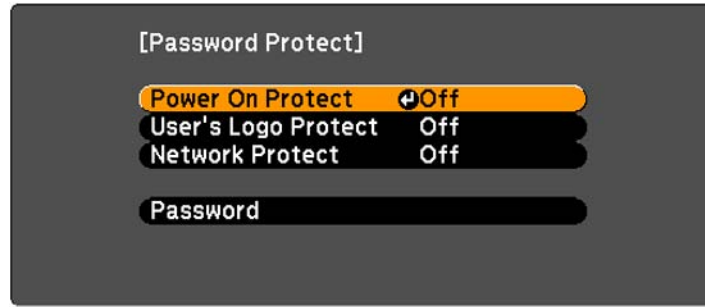 [Password Protect]
Power On Protect Off
User's Logo Protect Off
Network Protect Off
Password